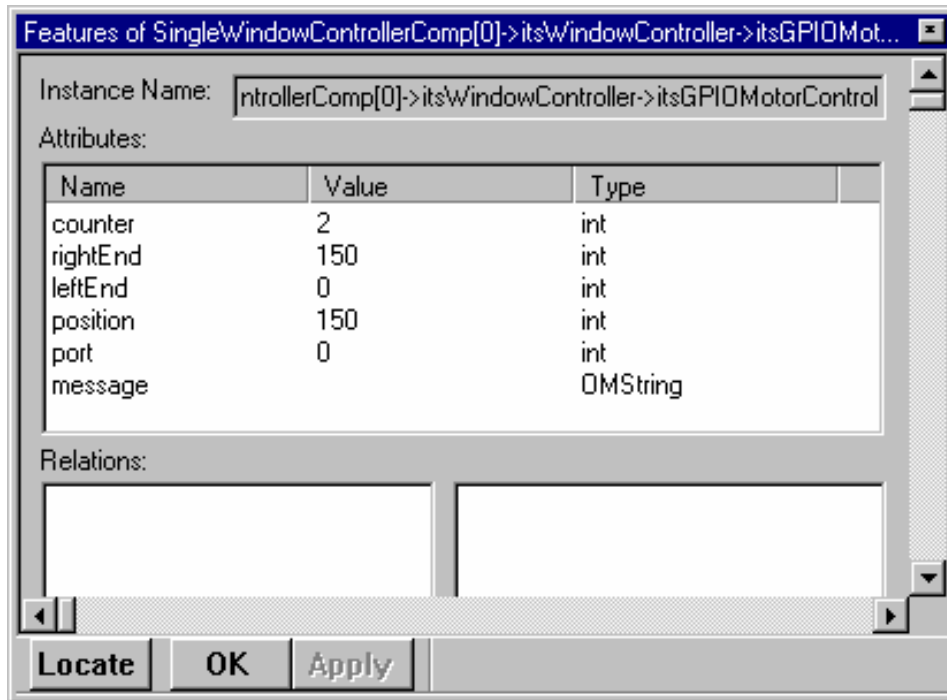 Features of SingleWindowControllerComp[0]->itsWindowController->itsGPIOMot...
Instance Name: ntrollerComp[0]->itsWindowController->itsGPIOMotorControl
Attributes:
Name Value Type
counter 2 int
rightEnd 150 int
leftEnd 0 int
position 150 int
port 0 int
message OMString
Relations:
Locate OK Apply